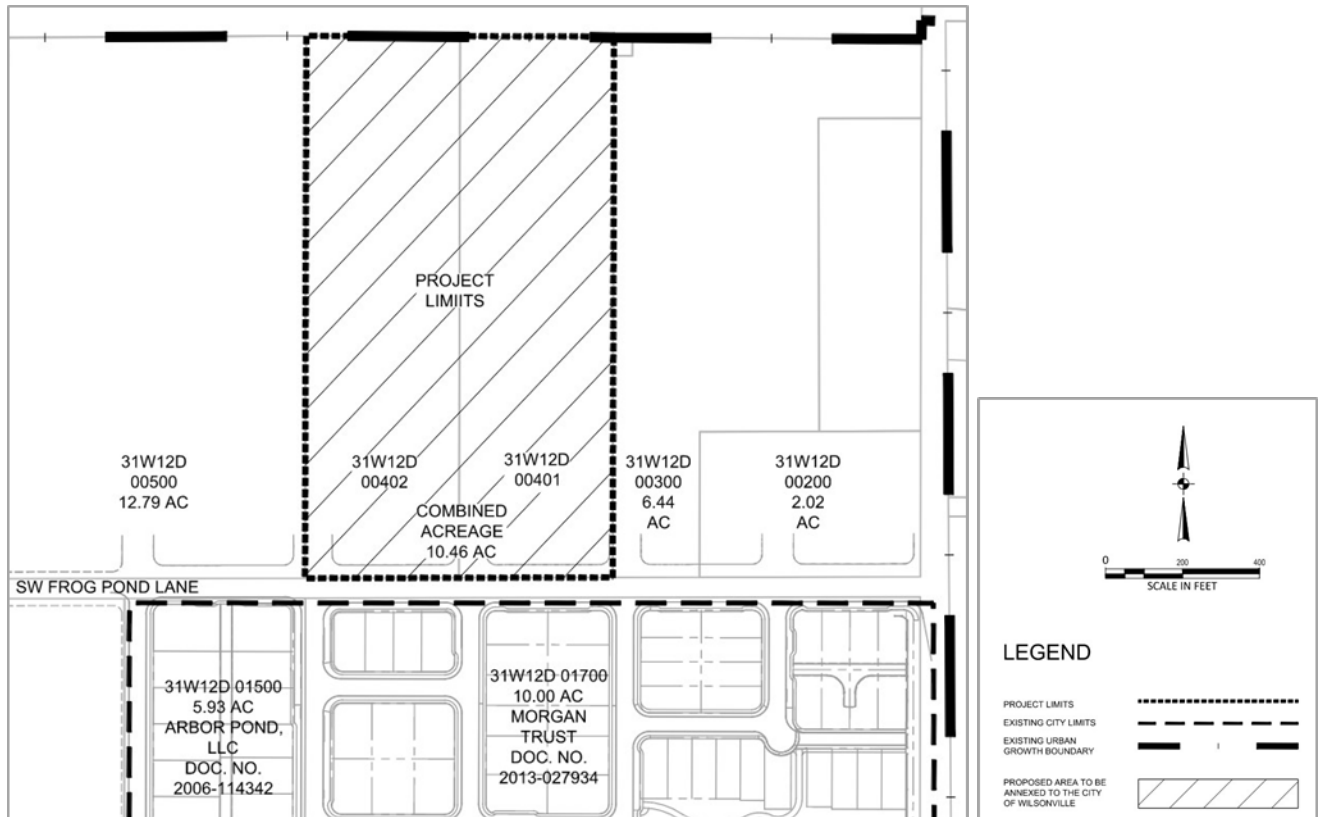 PROJECT
LIMIITS
31W12D
00500
12.79 AC
31W12D
00402
31W12D
00401
COMBINED
ACREAGE
10.46 AC
31W12D
00300
6.44
AC
31W12D
00200
2.02
AC
SW FROG POND LANE
31W12D 01500
5.93 AC
ARBOR POND,
LLC
DOC. NO.
2006-114342
31W12D 01700
10.00 AC
MORGAN
TRUST
DOC. NO.
2013-027934
0 200 400
SCALE IN FEET
LEGEND
PROJECT LIMITS
EXISTING CITY LIMITS
EXISTING URBAN
GROWTH BOUNDARY
PROPOSED AREA TO BE
ANNEXED TO THE CITY
OF WILSONVILLE